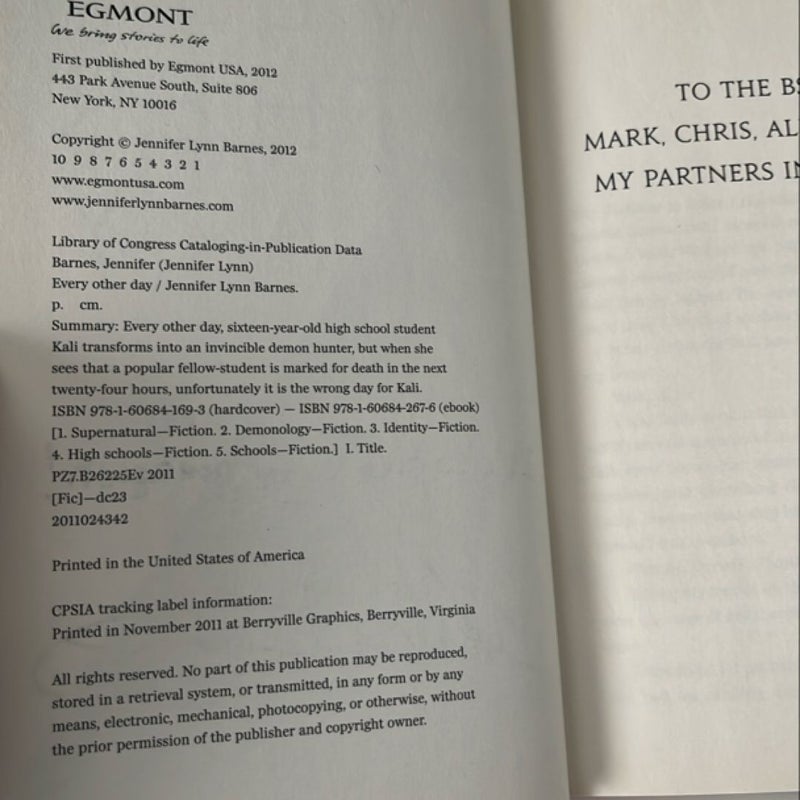 EGMONT
We bring stories to life
First published by Egmont USA, 2012
443 Park Avenue South, Suite 806
New York, NY 10016
Copyright © Jennifer Lynn Barnes, 2012
10 9 8 7 6 5 4 3 2 1
www.egmontusa.com
www.jenniferlynnbarnes.com
Library of Congress Cataloging-in-Publication Data
Barnes, Jennifer (Jennifer Lynn)
Every other day / Jennifer Lynn Barnes.
p. cm.
Summary: Every other day, sixteen-year-old high school student
Kali transforms into an invincible demon hunter, but when she
sees that a popular fellow-student is marked for death in the next
twenty-four hours, unfortunately it is the wrong day for Kali.
ISBN 978-1-60684-169-3 (hardcover) — ISBN 978-1-60684-267-6 (ebook)
[1. Supernatural—Fiction. 2. Demonology—Fiction. 3. Identity—Fiction.
4. High schools—Fiction. 5. Schools—Fiction.] I. Title.
PZ7.B26225Ev 2011
[Fic]—dc23
2011024342
Printed in the United States of America
CPSIA tracking label information:
Printed in November 2011 at Berryville Graphics, Berryville, Virginia
All rights reserved. No part of this publication may be reproduced,
stored in a retrieval system, or transmitted, in any form or by any
means, electronic, mechanical, photocopying, or otherwise, without
the prior permission of the publisher and copyright owner.
TO THE
MARK, CHRIS,
MY PARTNERS